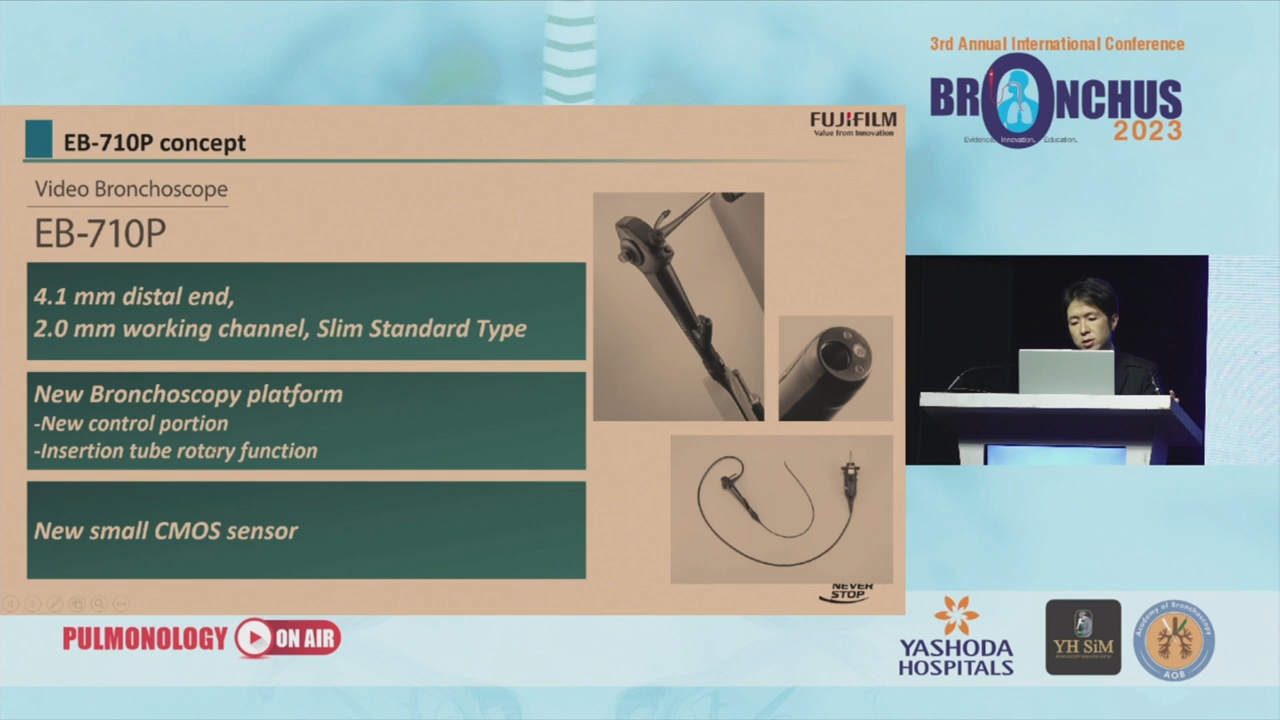 3rd Annual International Conference
BRONCHUS
2023
Evidence. Innovation. Education.
EB-710P concept
FUJIFILM
Value from Innovation
Video Bronchoscope
EB-710P
4.1 mm distal end,
2.0 mm working channel, Slim Standard Type
New Bronchoscopy platform
-New control portion
-Insertion tube rotary function
New small CMOS sensor
NEVER
STOP
PULMONOLOGY ON AIR
YASHODA
HOSPITALS
YH SiM
Academy of Bronchoscopy
AOB